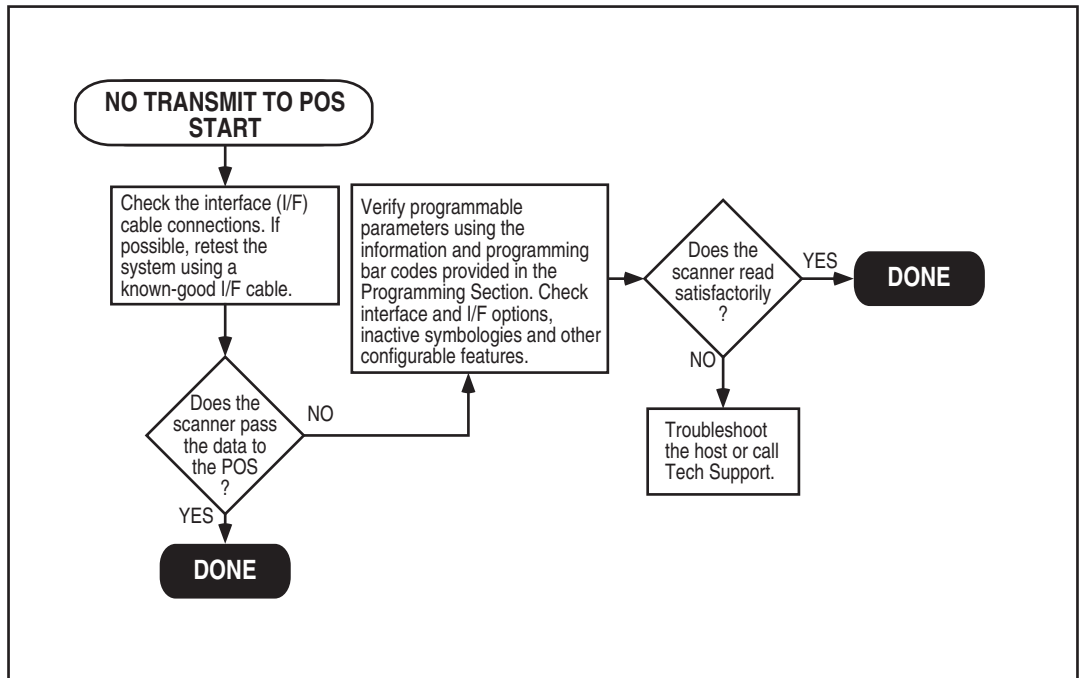 NO TRANSMIT TO POS
START
Check the interface (I/F)
cable connections. If
possible, retest the
system using a
known-good I/F cable.
Does the
scanner pass
the data to
the POS
?
NO
YES
DONE
Verify programmable
parameters using the
information and programming
bar codes provided in the
Programming Section. Check
interface and I/F options,
inactive symbologies and other
configurable features.
Does the
scanner read
satisfactorily
?
YES
DONE
NO
Troubleshoot
the host or call
Tech Support.